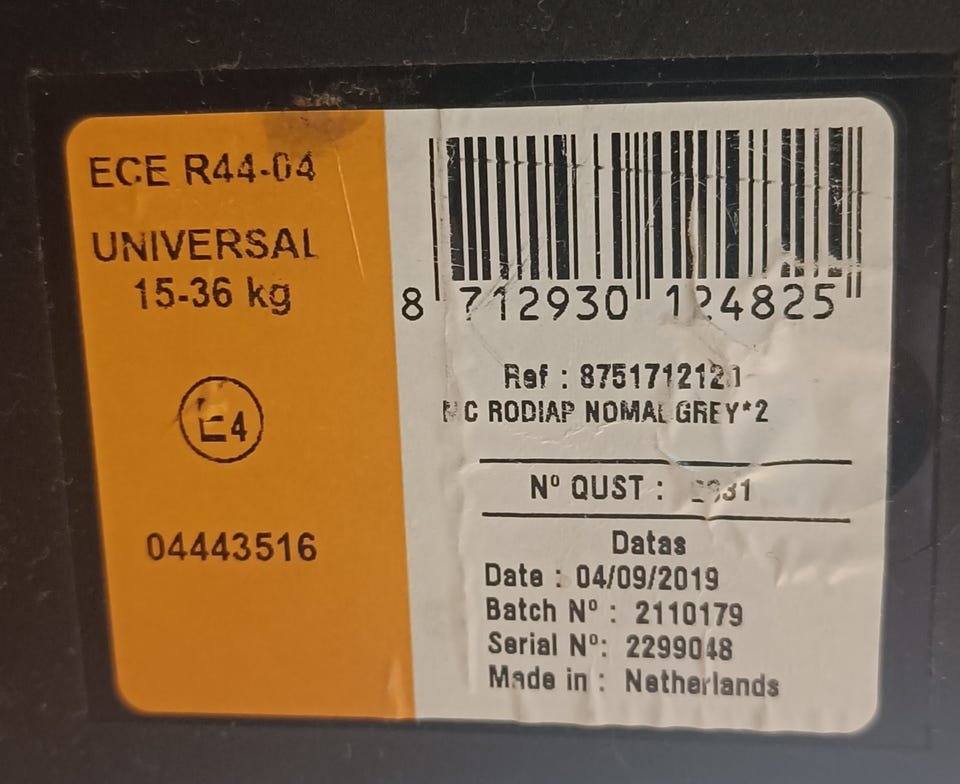 ECE R44-04
UNIVERSAL
15-36 kg
E4
04443516
8 712930 124825
Ref :
RODIAP NOMAL GREY*2
Nº QUST :
Datas
Date : 04/09/2019
Batch Nº : 2110179
Serial Nº: 2299048
Made in : Netherlands